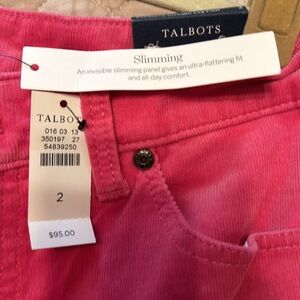 TALBOTS
Slimming
An invisible slimming panel gives an ultra-flattering fit
and all-day comfort.
TALBOT
016 03 13
350197 27
54839250
2
$95.00